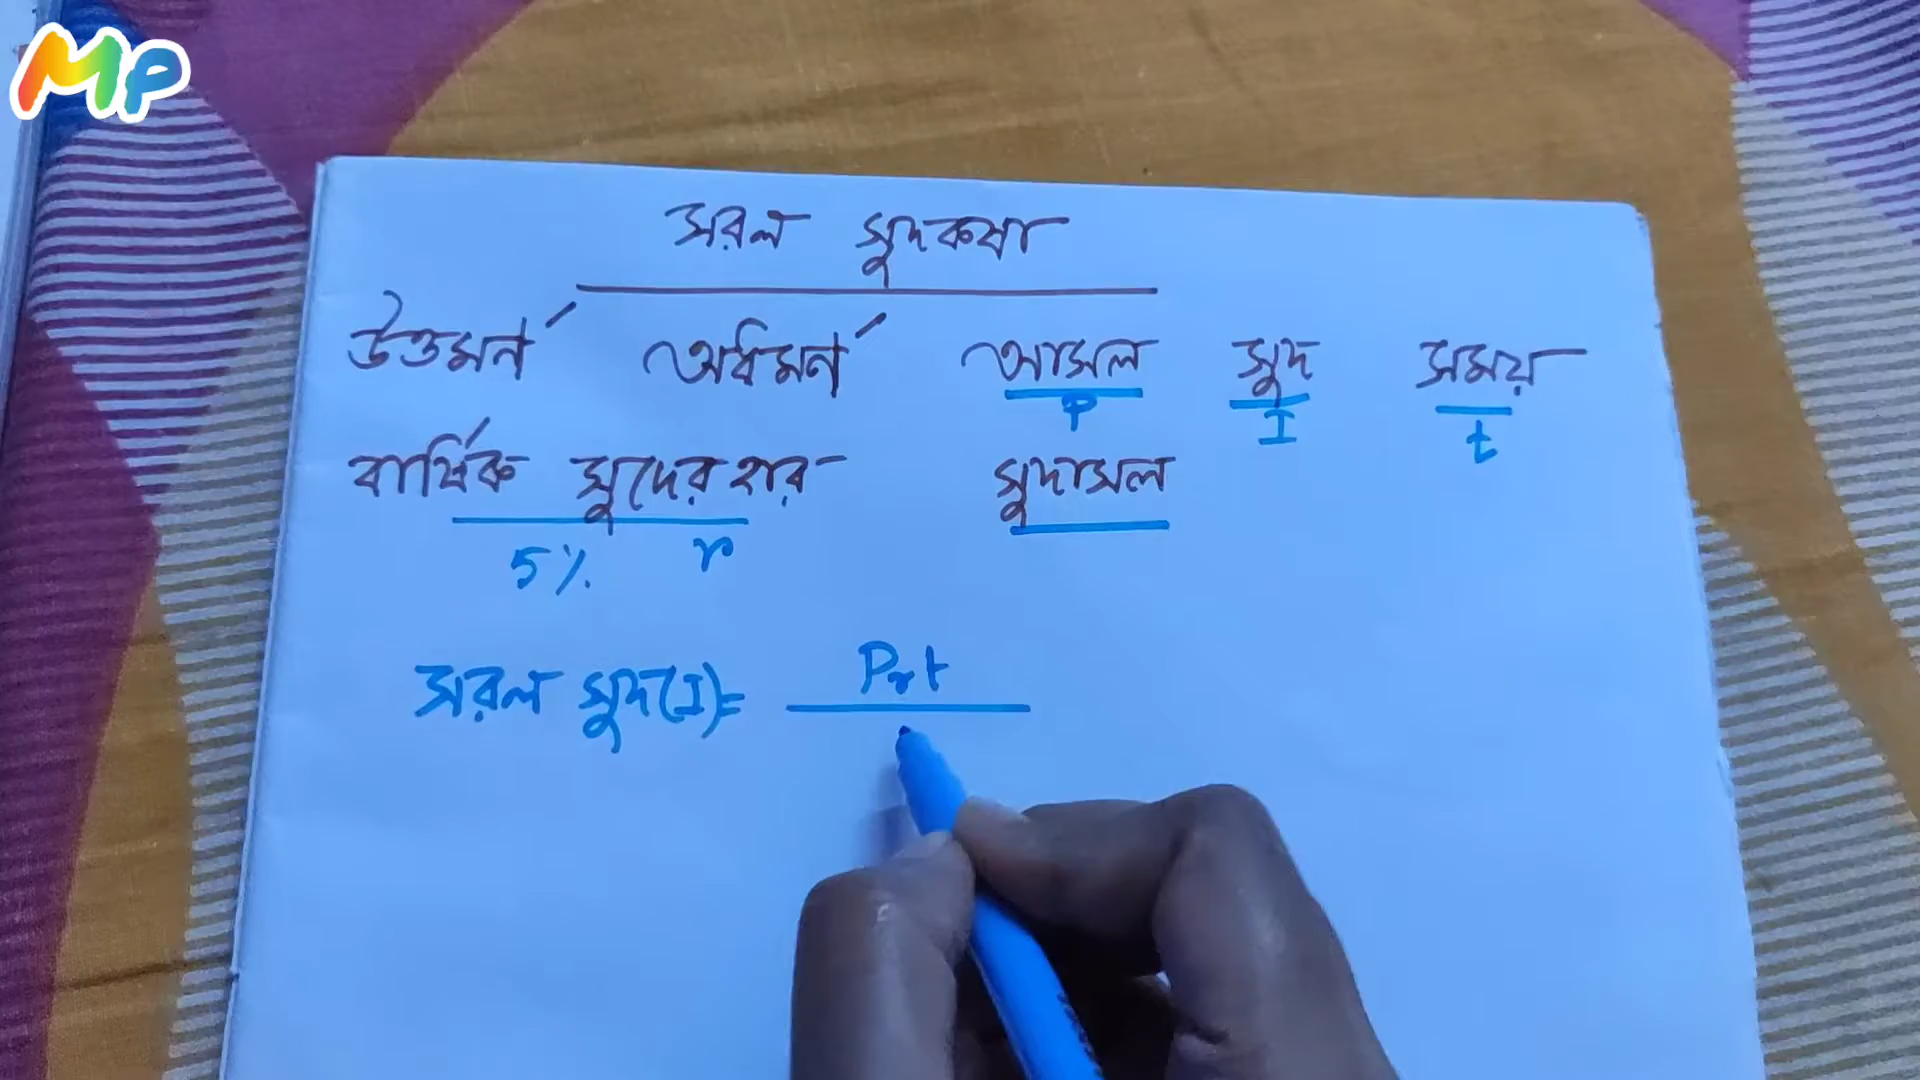 MP
সরল সুদকষা
উত্তমর্ন অধমর্ন আসল সুদ সময়
P I t
বার্ষিক সুদের হার সুদাসল
5% r
সরল সুদ(I)= Prt